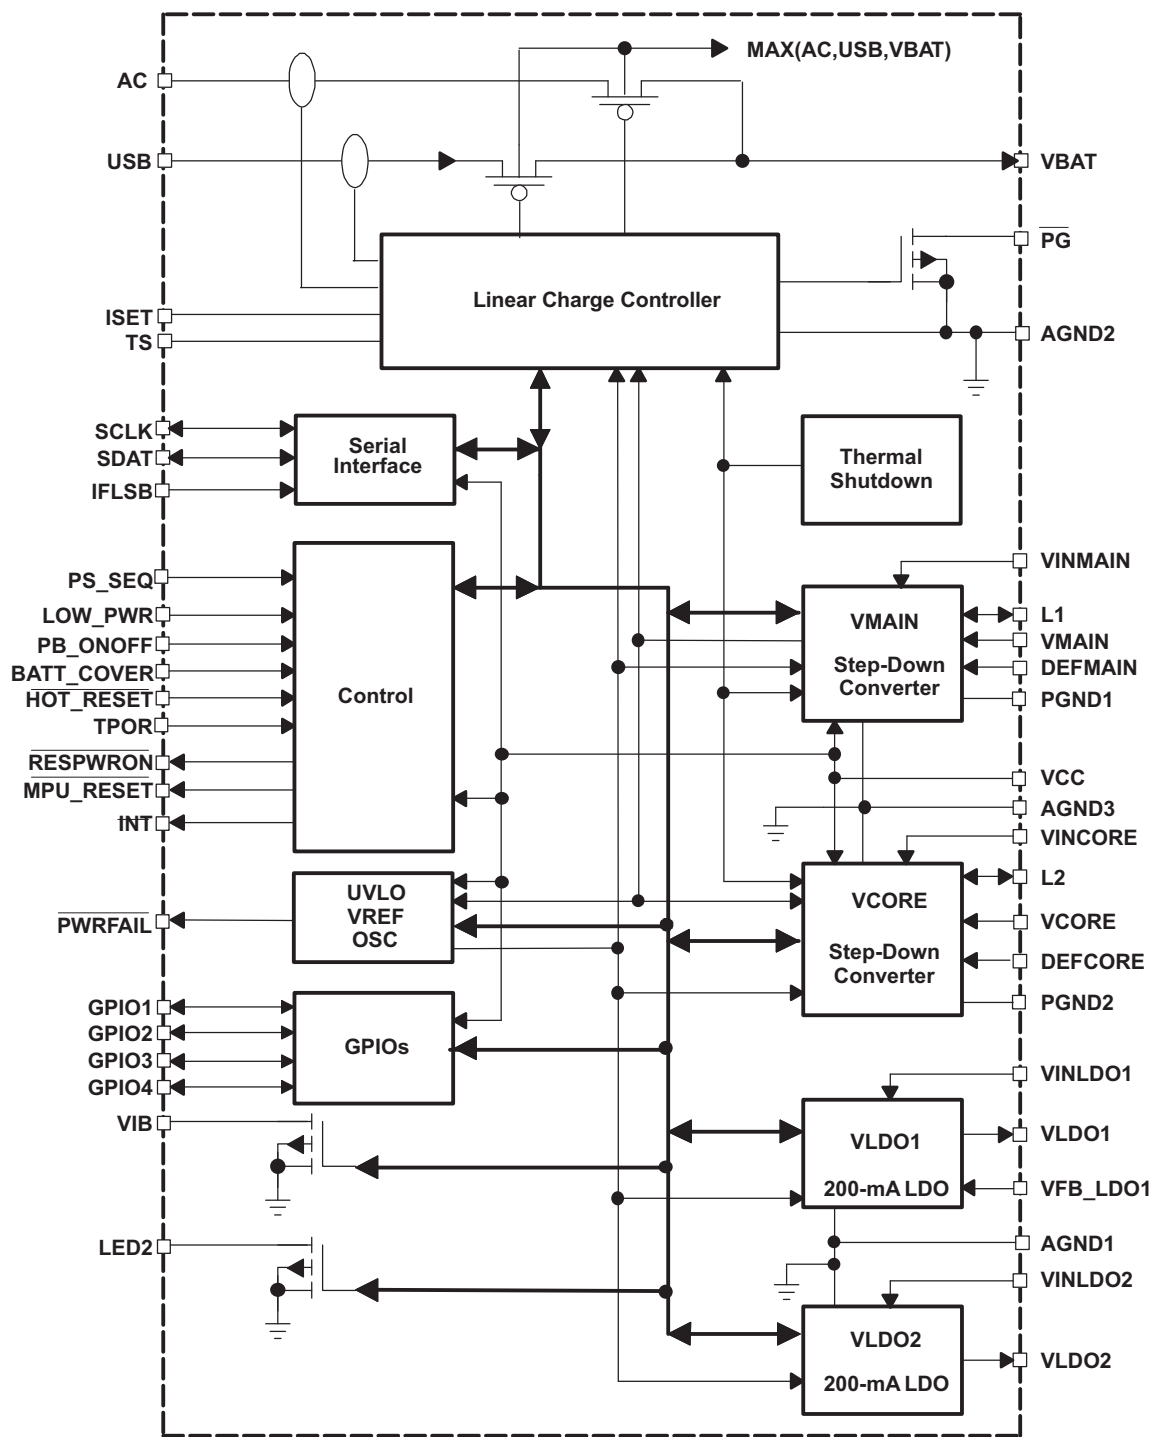 MAX(AC,USB,VBAT)
AC
USB
VBAT
PG
Linear Charge Controller
ISET
TS
AGND2
SCLK
SDAT
IFLSB
Serial
Interface
Thermal
Shutdown
PS_SEQ
LOW_PWR
PB_ONOFF
BATT_COVER
HOT_RESET
TPOR
RESPWRON
MPU_RESET
INT
Control
VINMAIN
L1
VMAIN
DEFMAIN
PGND1
VMAIN
Step-Down
Converter
VCC
AGND3
VINCORE
L2
VCORE
DEFCORE
PGND2
VCORE
Step-Down
Converter
PWRFAIL
UVLO
VREF
OSC
GPIO1
GPIO2
GPIO3
GPIO4
GPIOs
VIB
VINLDO1
VLDO1
VFB_LDO1
VLDO1
200-mA LDO
LED2
AGND1
VINLDO2
VLDO2
200-mA LDO
VLDO2